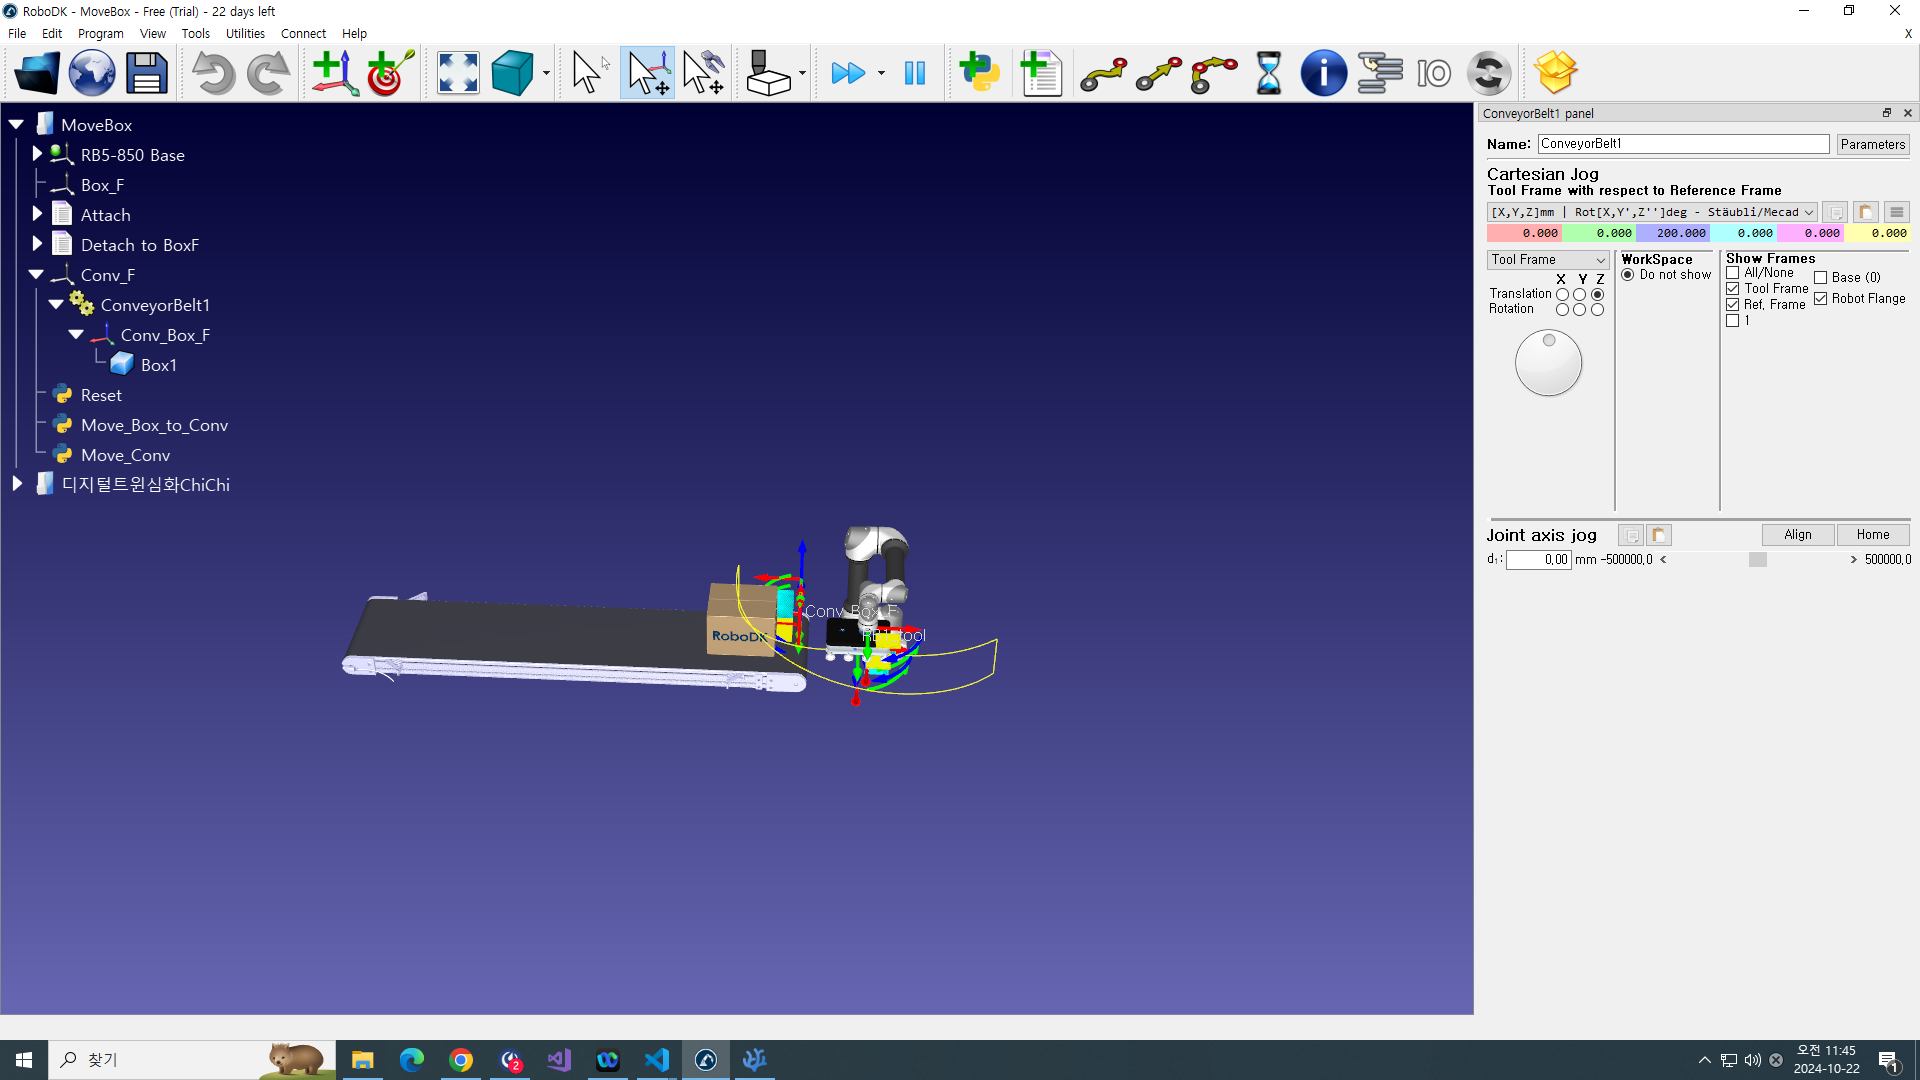 RoboDK - MoveBox - Free (Trial) - 22 days left
File Edit Program View Tools Utilities Connect Help
X
IO
MoveBox
RB5-850 Base
Box_F
Attach
Detach to BoxF
Conv_F
ConveyorBelt1
Conv_Box_F
Box1
Reset
Move_Box_to_Conv
Move_Conv
디지털트윈심화ChiChi
Conv_Box_F
RoboDK
RB1_tool
ConveyorBelt1 panel
Name: ConveyorBelt1 Parameters
Cartesian Jog
Tool Frame with respect to Reference Frame
[X,Y,Z]mm | Rot[X,Y',Z'']deg - Stäubli/Mecad
0.000 0.000 200.000 0.000 0.000 0.000
Tool Frame
X Y Z
Translation
Rotation
WorkSpace
Do not show
Show Frames
All/None
Tool Frame
Ref. Frame
1
Base (0)
Robot Flange
Joint axis jog Align Home
d1: 0,00 mm -500000,0 < > 500000,0
찾기
2
오전 11:45
2024-10-22
1